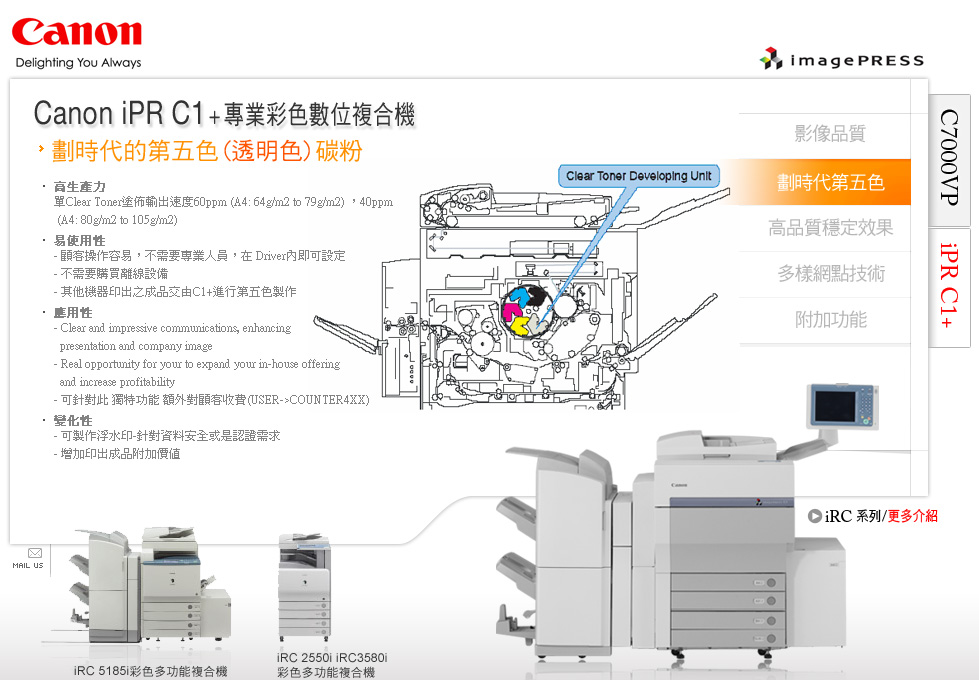 Canon
Delighting You Always
imagePRESS
Canon iPR C1+專業彩色數位複合機
劃時代的第五色(透明色)碳粉
· 高生產力
單Clear Toner塗佈輸出速度60ppm (A4: 64g/m2 to 79g/m2) ，40ppm
(A4: 80g/m2 to 105g/m2)
· 易使用性
- 顧客操作容易，不需要專業人員，在 Driver內即可設定
- 不需要購買離線設備
- 其他機器印出之成品交由C1+進行第五色製作
· 應用性
- Clear and impressive communications, enhancing
presentation and company image
- Real opportunity for your to expand your in-house offering
and increase profitability
- 可針對此 獨特功能 額外對顧客收費(USER->COUNTER4XX)
· 變化性
- 可製作浮水印-針對資料安全或是認證需求
- 增加印出成品附加價值
Clear Toner Developing Unit
影像品質
劃時代第五色
高品質穩定效果
多樣網點技術
附加功能
C7000VP
iPR C1+
iRC 系列/更多介紹
MAIL US
iRC 5185i彩色多功能複合機
iRC 2550i iRC3580i
彩色多功能複合機
Canon